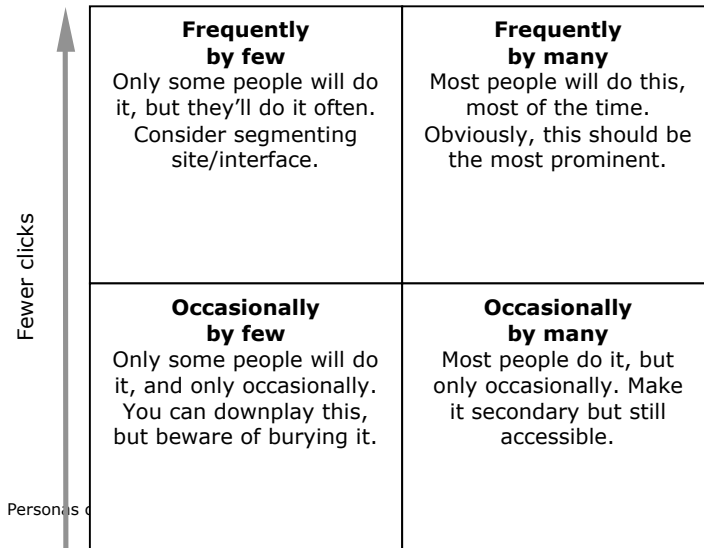 Frequently
by few
Only some people will do
it, but they’ll do it often.
Consider segmenting
site/interface.
Frequently
by many
Most people will do this,
most of the time.
Obviously, this should be
the most prominent.
Fewer clicks
Occasionally
by few
Only some people will do
it, and only occasionally.
You can downplay this,
but beware of burying it.
Occasionally
by many
Most people do it, but
only occasionally. Make
it secondary but still
accessible.
Personas